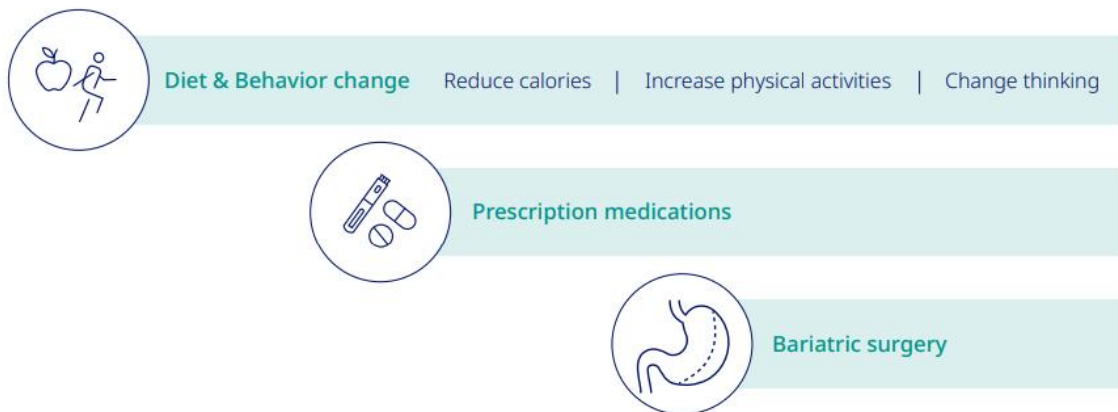 Diet & Behavior change Reduce calories | Increase physical activities | Change thinking
Prescription medications
Bariatric surgery